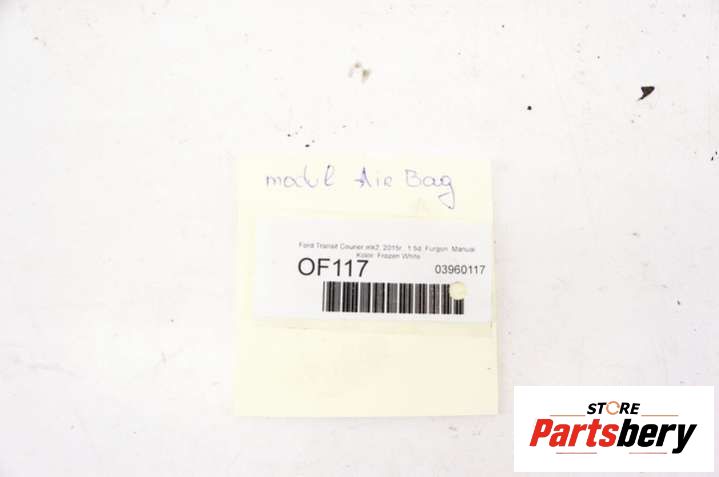 modul Air Bag
Ford Transit Courier mk2, 2015r., 1.5d, Furgon, Manual
Kolor: Frozen White
OF117
03960117
STORE
Partsbery